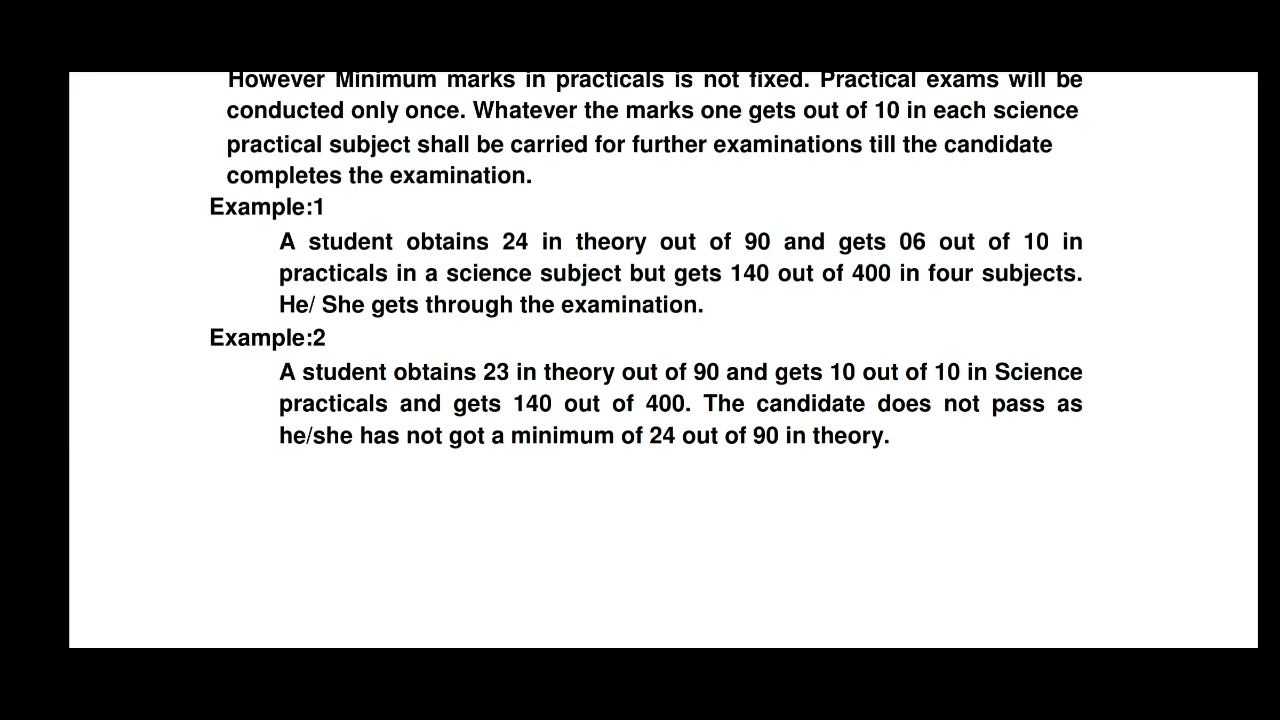 However Minimum marks in practicals is not fixed. Practical exams will be
conducted only once. Whatever the marks one gets out of 10 in each science
practical subject shall be carried for further examinations till the candidate
completes the examination.
Example:1
A student obtains 24 in theory out of 90 and gets 06 out of 10 in
practicals in a science subject but gets 140 out of 400 in four subjects.
He/ She gets through the examination.
Example:2
A student obtains 23 in theory out of 90 and gets 10 out of 10 in Science
practicals and gets 140 out of 400. The candidate does not pass as
he/she has not got a minimum of 24 out of 90 in theory.